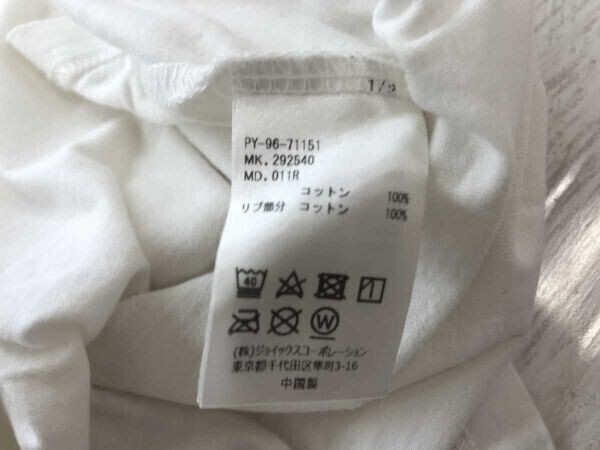 1/5
PY-96-71151
MK. 292540
MD. 011R
コットン 100%
リブ部分 コットン 100%
40
W
(株)ジョイックスコーポレーション
東京都千代田区隼町3-16
中国製